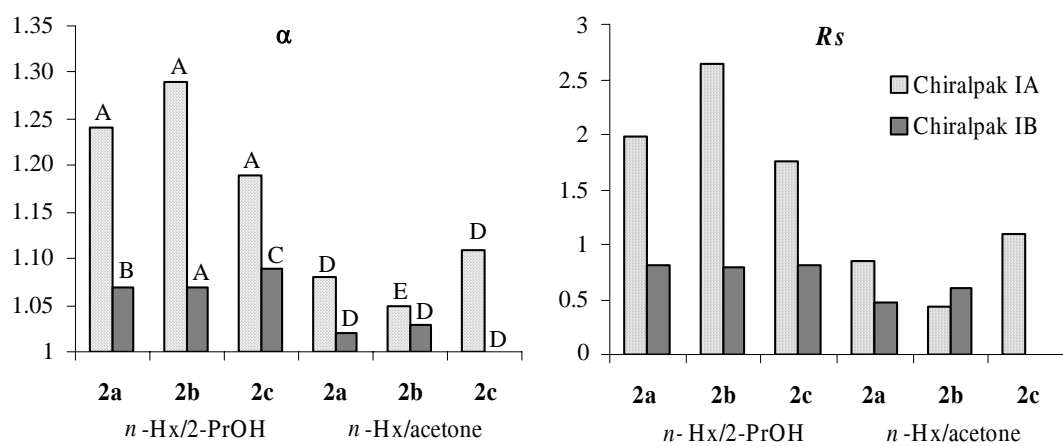 α
1.35
1.30
1.25
1.20
1.15
1.10
1.05
1
A
A
A
B
A
C
D
D
E
D
D
D
2a 2b 2c 2a 2b 2c
n-Hx/2-PrOH n-Hx/acetone
Rs
3
2.5
2
1.5
1
0.5
0
Chiralpak IA
Chiralpak IB
2a 2b 2c 2a 2b 2c
n- Hx/2-PrOH n-Hx/acetone